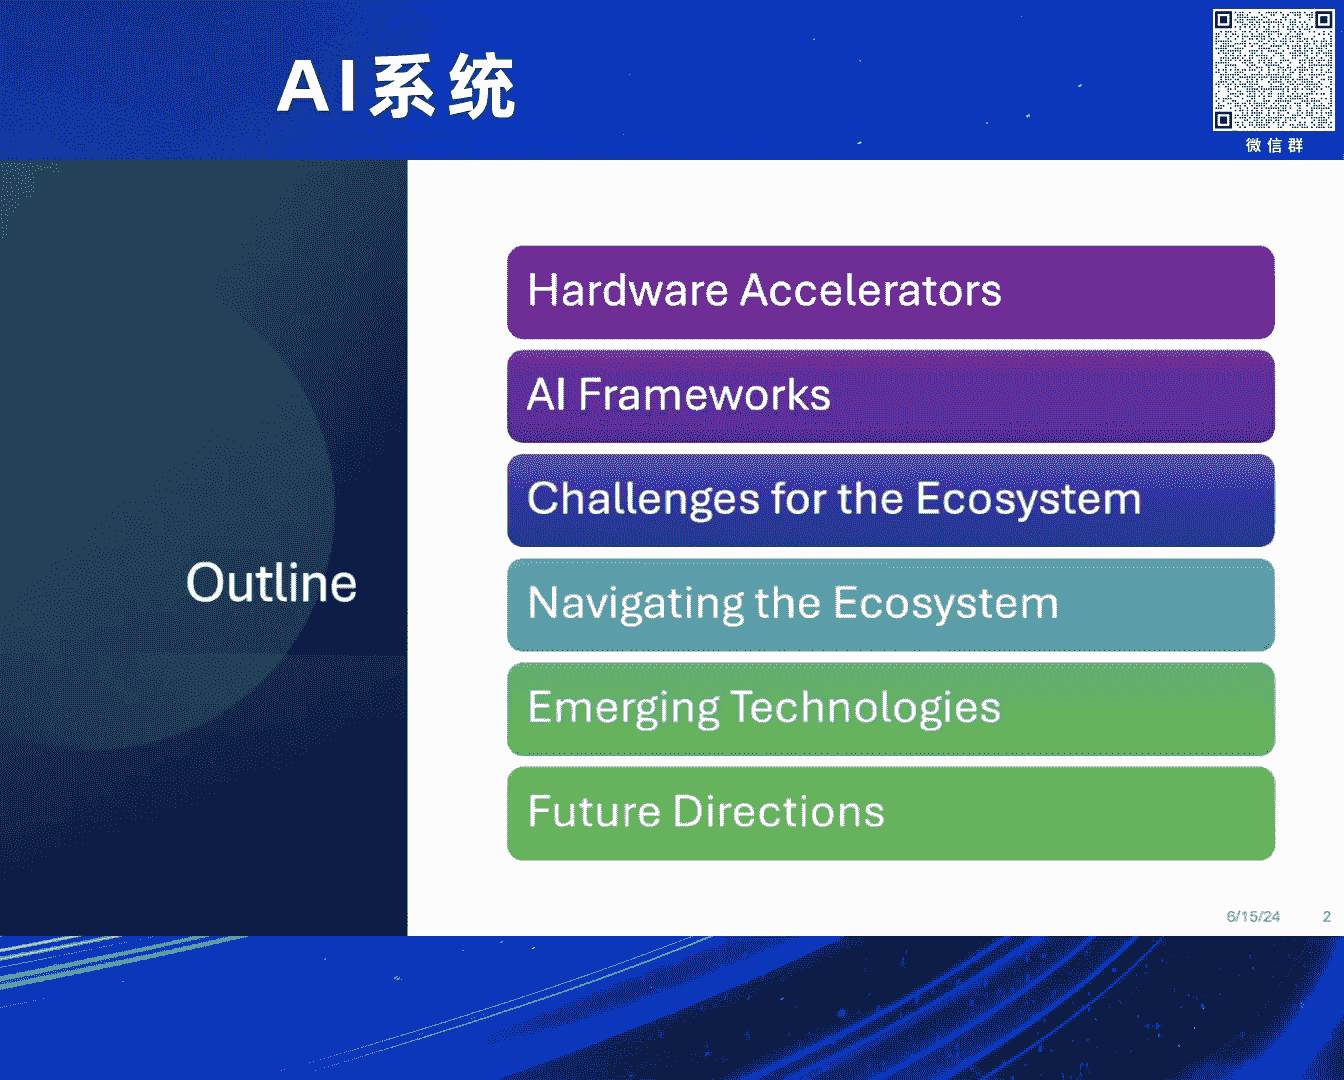 AI系统
微信群
Outline
Hardware Accelerators
AI Frameworks
Challenges for the Ecosystem
Navigating the Ecosystem
Emerging Technologies
Future Directions
6/15/24 2